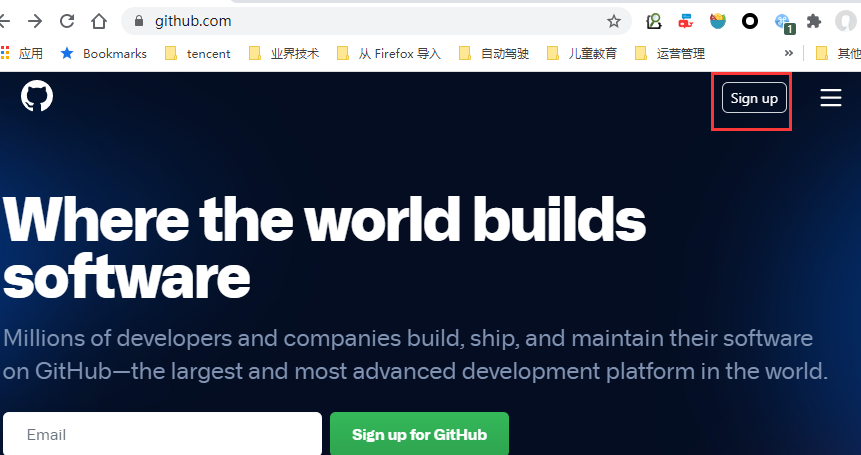 github.com
1
应用 Bookmarks tencent 业界技术 从 Firefox 导入 自动驾驶 儿童教育 运营管理 » 其他
Sign up
Where the world builds
software
Millions of developers and companies build, ship, and maintain their software
on GitHub—the largest and most advanced development platform in the world.
Email Sign up for GitHub